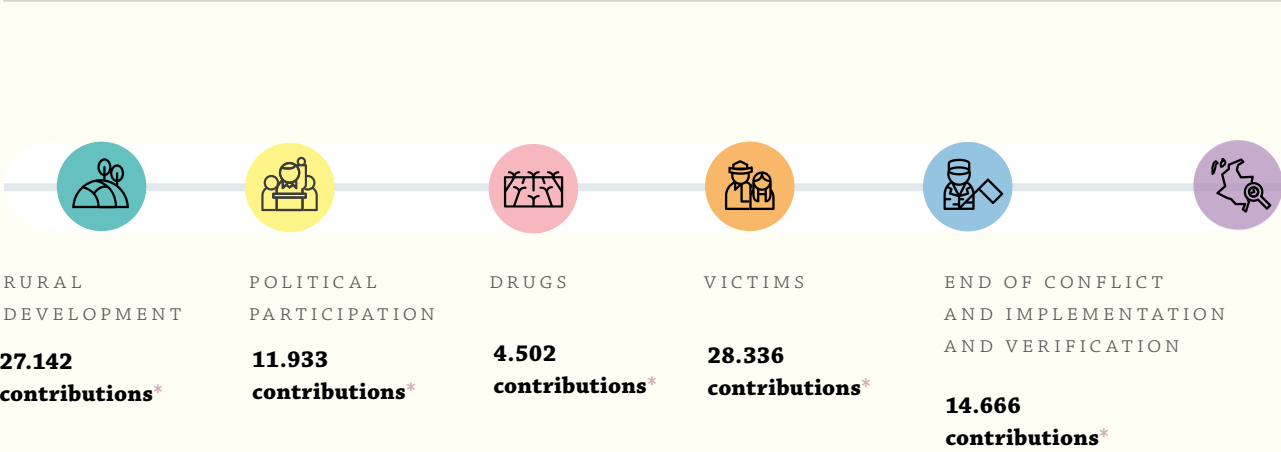 RURAL
DEVELOPMENT
27.142
contributions*
POLITICAL
PARTICIPATION
11.933
contributions*
DRUGS
4.502
contributions*
VICTIMS
28.336
contributions*
END OF CONFLICT
AND IMPLEMENTATION
AND VERIFICATION
14.666
contributions*